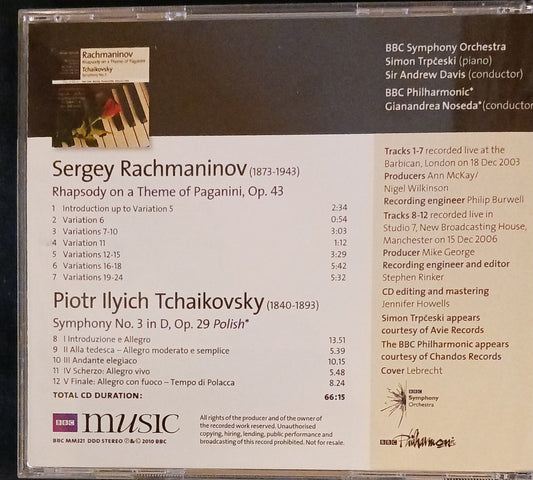 Rachmaninov
Rhapsody on a Theme of Paganini
Tchaikovsky
Symphony No.3
BBC Symphony Orchestra
Simon Trpčeski (piano)
Sir Andrew Davis (conductor)
BBC Philharmonic*
Gianandrea Noseda*(conductor
Sergey Rachmaninov (1873-1943)
Rhapsody on a Theme of Paganini, Op. 43
1 Introduction up to Variation 5 2:34
2 Variation 6 0:54
3 Variations 7-10 3:03
4 Variation 11 1:12
5 Variations 12-15 3:29
6 Variations 16-18 5:42
7 Variations 19-24 5:32
Piotr Ilyich Tchaikovsky (1840-1893)
Symphony No. 3 in D, Op. 29 Polish*
8 I Introduzione e Allegro 13.51
9 II Alla tedesca – Allegro moderato e semplice 5.39
10 III Andante elegiaco 10.15
11 IV Scherzo: Allegro vivo 5.48
12 V Finale: Allegro con fuoco – Tempo di Polacca 8.24
TOTAL CD DURATION: 66:15
BBC music
BBC MM321 DDD STEREO ℗&© 2010 BBC
All rights of the producer and of the owner of
the recorded work reserved. Unauthorised
copying, hiring, lending, public performance and
broadcasting of this record prohibited. Not for resale.
Tracks 1-7 recorded live at the
Barbican, London on 18 Dec 2003
Producers Ann McKay/
Nigel Wilkinson
Recording engineer Philip Burwell
Tracks 8-12 recorded live in
Studio 7, New Broadcasting House,
Manchester on 15 Dec 2006
Producer Mike George
Recording engineer and editor
Stephen Rinker
CD editing and mastering
Jennifer Howells
Simon Trpčeski appears
courtesy of Avie Records
The BBC Philharmonic appears
courtesy of Chandos Records
Cover Lebrecht
BBC
Symphony
Orchestra
BBC Philharmonic